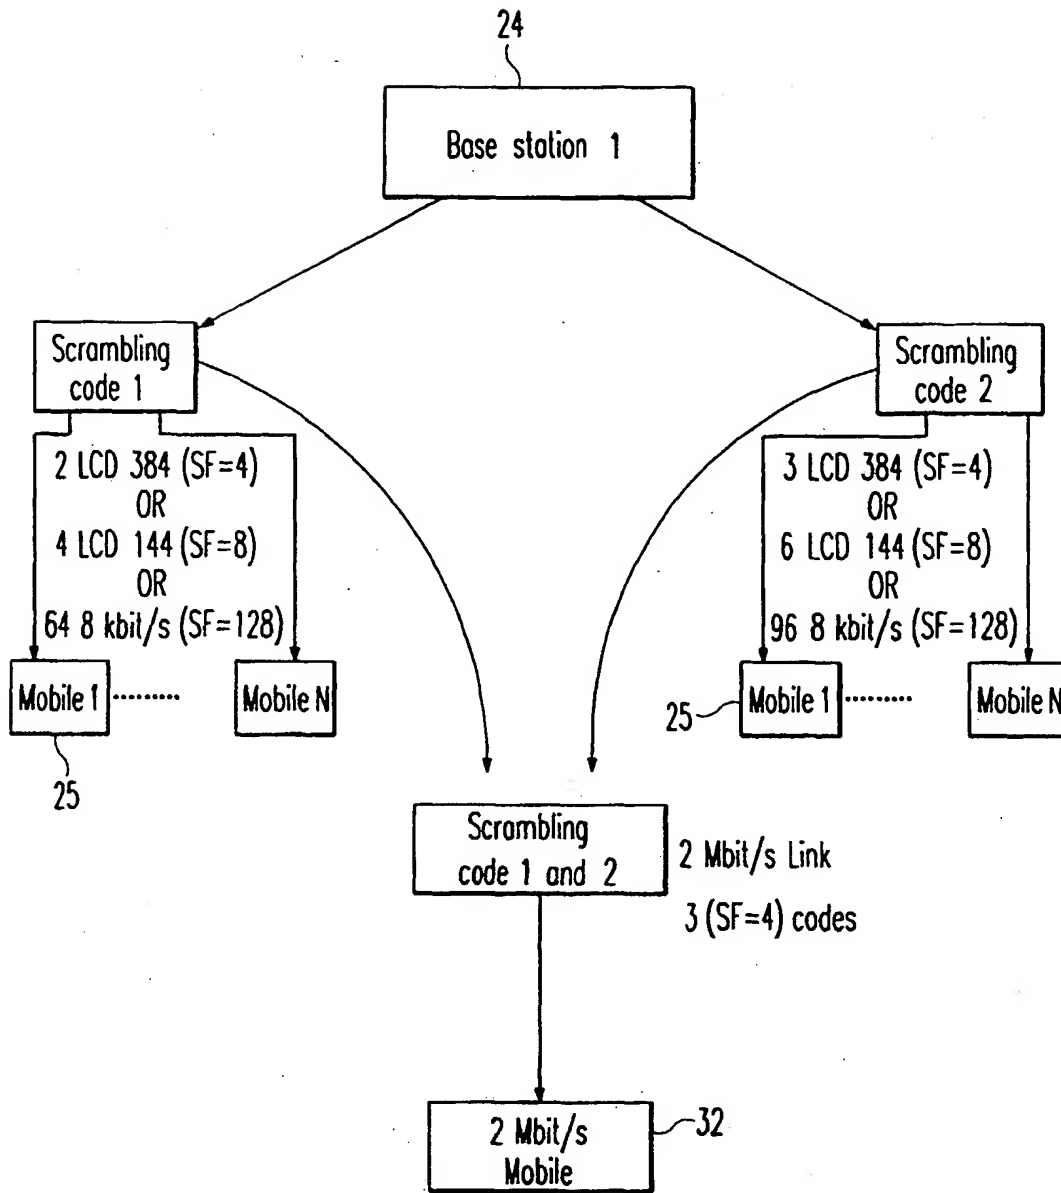 24
Base station 1
Scrambling
code 1
Scrambling
code 2
2 LCD 384 (SF=4)
OR
4 LCD 144 (SF=8)
OR
64 8 kbit/s (SF=128)
3 LCD 384 (SF=4)
OR
6 LCD 144 (SF=8)
OR
96 8 kbit/s (SF=128)
Mobile 1 ......... Mobile N
25
25
Mobile 1 ......... Mobile N
Scrambling
code 1 and 2
2 Mbit/s Link
3 (SF=4) codes
2 Mbit/s
Mobile
32